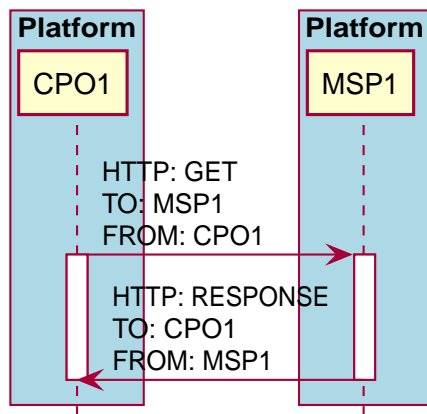 Platform
Platform
CPO1
MSP1
HTTP: GET
TO: MSP1
FROM: CPO1
HTTP: RESPONSE
TO: CPO1
FROM: MSP1